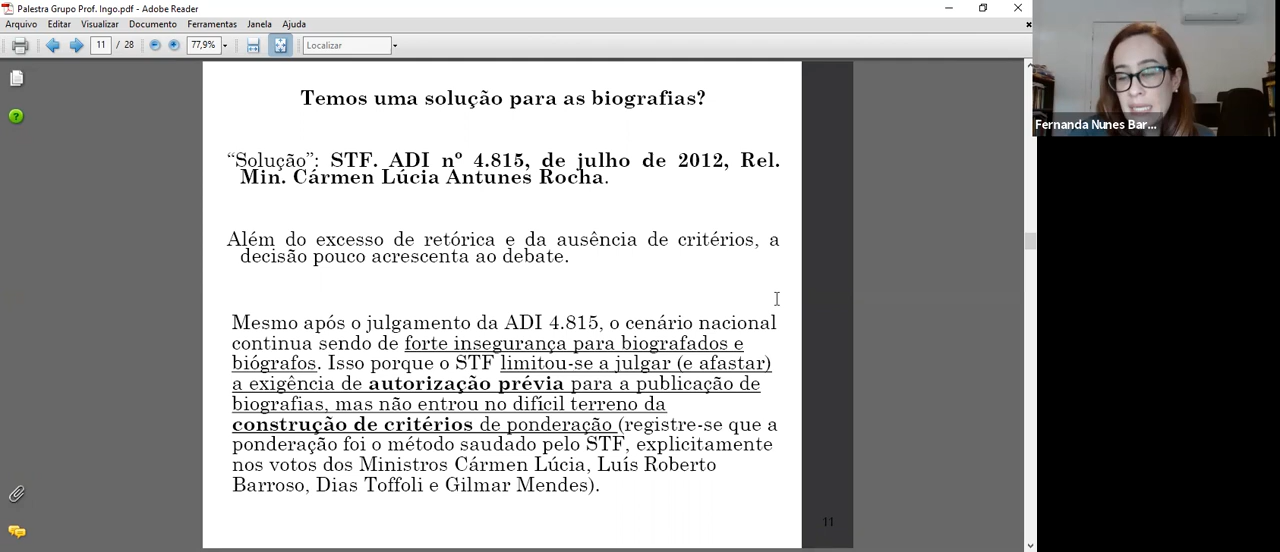 Palestra Grupo Prof. Ingo.pdf - Adobe Reader
Arquivo Editar Visualizar Documento Ferramentas Janela Ajuda
11 / 28 77,9% Localizar
Temos uma solução para as biografias?
“Solução”: STF. ADI nº 4.815, de julho de 2012, Rel.
Min. Cármen Lúcia Antunes Rocha.
Além do excesso de retórica e da ausência de critérios, a
decisão pouco acrescenta ao debate.
Mesmo após o julgamento da ADI 4.815, o cenário nacional
continua sendo de forte insegurança para biografados e
biógrafos. Isso porque o STF limitou-se a julgar (e afastar)
a exigência de autorização prévia para a publicação de
biografias, mas não entrou no difícil terreno da
construção de critérios de ponderação (registre-se que a
ponderação foi o método saudado pelo STF, explicitamente
nos votos dos Ministros Cármen Lúcia, Luís Roberto
Barroso, Dias Toffoli e Gilmar Mendes).
11
Fernanda Nunes Bar...